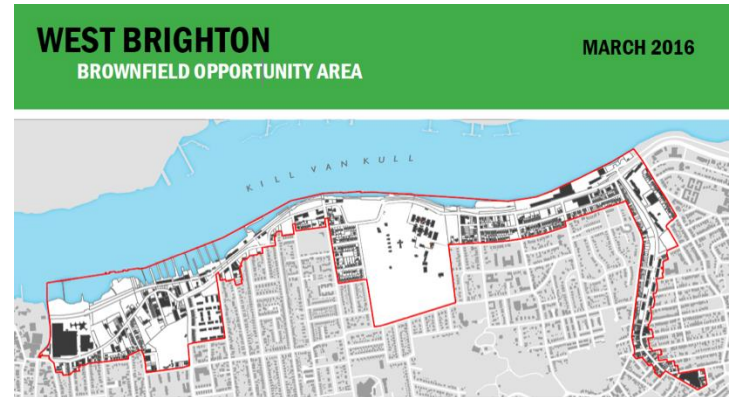 WEST BRIGHTON
MARCH 2016
BROWNFIELD OPPORTUNITY AREA
KILL VAN KULL